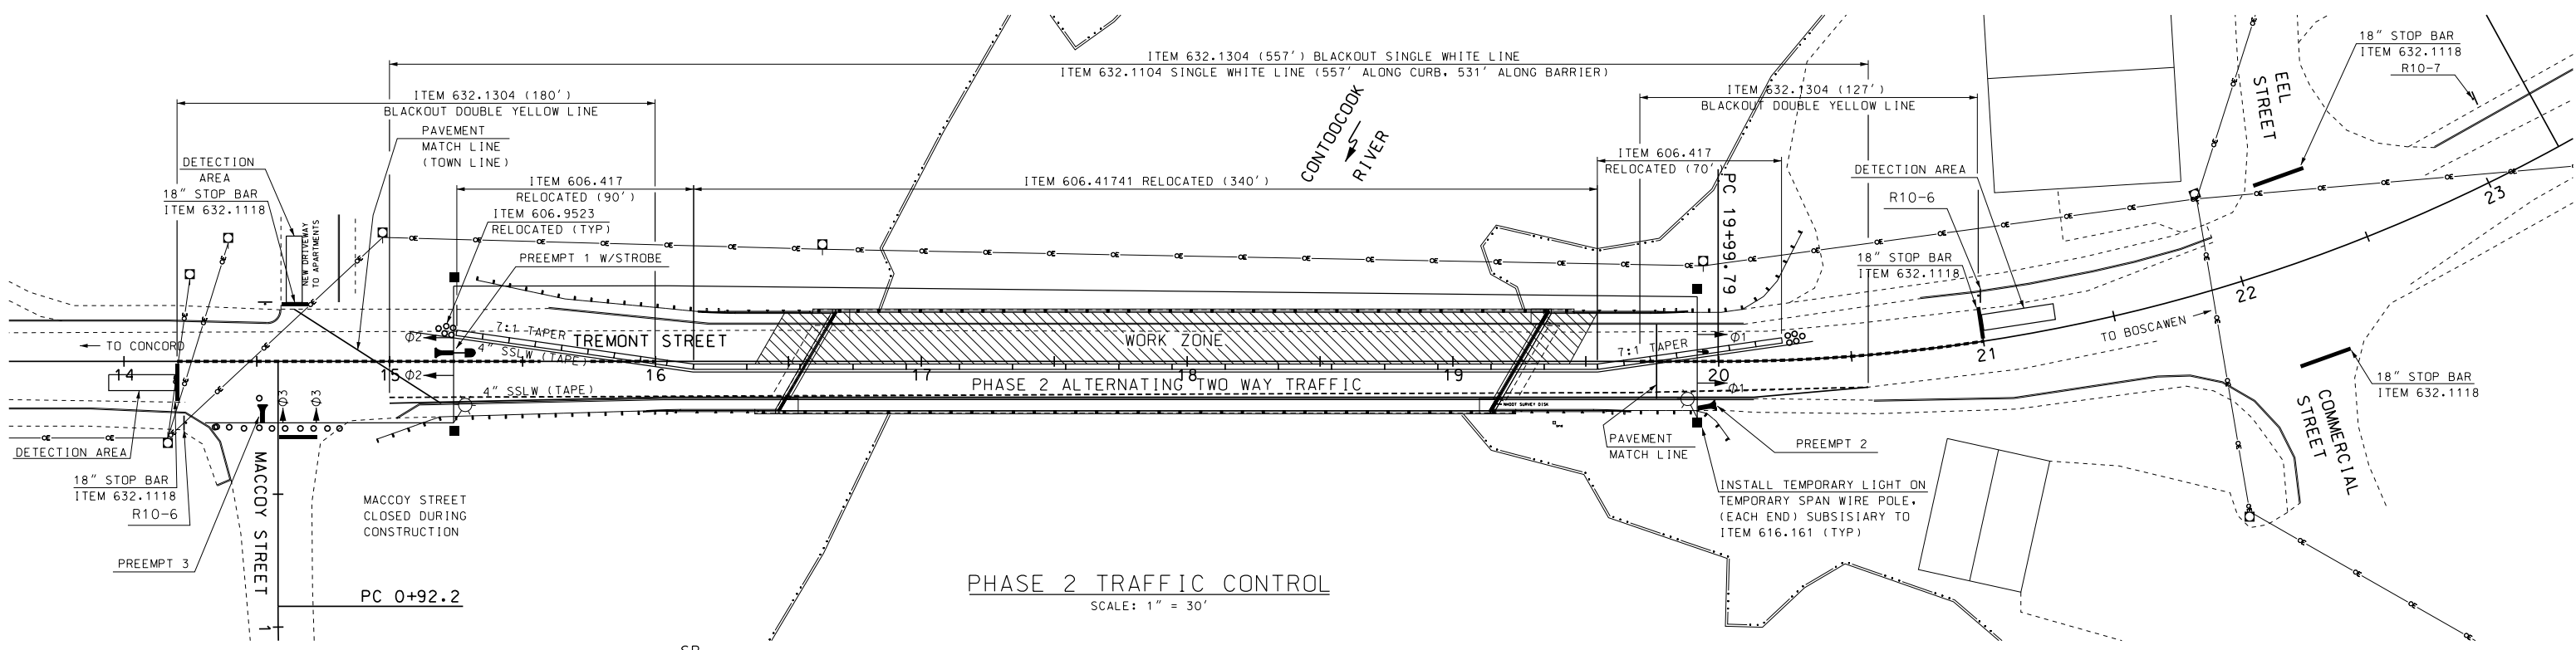 ITEM 632.1304 (557') BLACKOUT SINGLE WHITE LINE
ITEM 632.1104 SINGLE WHITE LINE (557' ALONG CURB, 531' ALONG BARRIER)
ITEM 632.1304 (180')
BLACKOUT DOUBLE YELLOW LINE
ITEM 632.1304 (127')
BLACKOUT DOUBLE YELLOW LINE
18" STOP BAR
ITEM 632.1118
R10-7
EEL
STREET
CONTOOCOOK
RIVER
PAVEMENT
MATCH LINE
(TOWN LINE)
DETECTION
AREA
18" STOP BAR
ITEM 632.1118
ITEM 606.417
RELOCATED (90')
ITEM 606.41741 RELOCATED (340')
ITEM 606.417
RELOCATED (70')
DETECTION AREA
R10-6
ITEM 606.9523
RELOCATED (TYP)
PREEMPT 1 W/STROBE
NEW DRIVEWAY
TO APARTMENTS
PC 19+99.79
18" STOP BAR
ITEM 632.1118
TO CONCORD
Φ2
7:1 TAPER
TREMONT STREET
4" SSLW (TAPE)
WORK ZONE
7:1 TAPER
Φ1
TO BOSCAWEN
14
15
16
17
18
19
20
21
22
23
Φ2
4" SSLW (TAPE)
PHASE 2 ALTERNATING TWO WAY TRAFFIC
Φ1
Φ3
Φ3
NHDOT SURVEY DISK
DETECTION AREA
18" STOP BAR
ITEM 632.1118
R10-6
PREEMPT 3
MACCOY STREET
1
PC 0+92.2
MACCOY STREET
CLOSED DURING
CONSTRUCTION
PAVEMENT
MATCH LINE
PREEMPT 2
INSTALL TEMPORARY LIGHT ON
TEMPORARY SPAN WIRE POLE.
(EACH END) SUBSISIARY TO
ITEM 616.161 (TYP)
18" STOP BAR
ITEM 632.1118
COMMERCIAL
STREET
PHASE 2 TRAFFIC CONTROL
SCALE: 1" = 30'